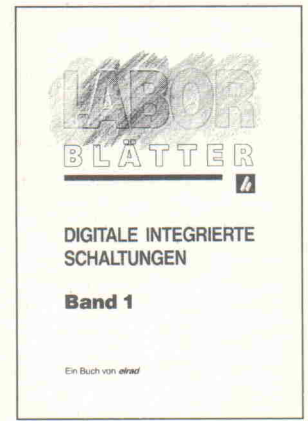 LABOR
BLÄTTER
h
DIGITALE INTEGRIERTE
SCHALTUNGEN
Band 1
Ein Buch von elrad